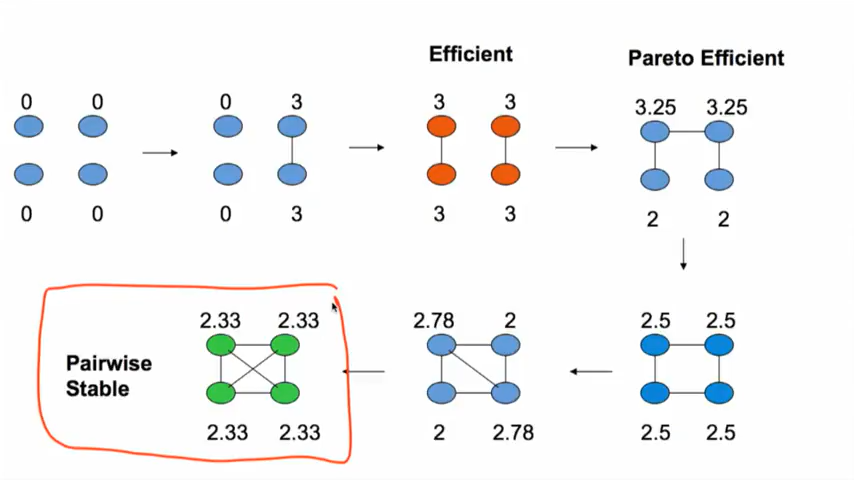 Efficient
Pareto Efficient
0 0 0 3 3 3 3.25 3.25
0 0 0 3 3 3 2 2
2.33 2.33 2.78 2 2.5 2.5
Pairwise
Stable
2.33 2.33 2 2.78 2.5 2.5